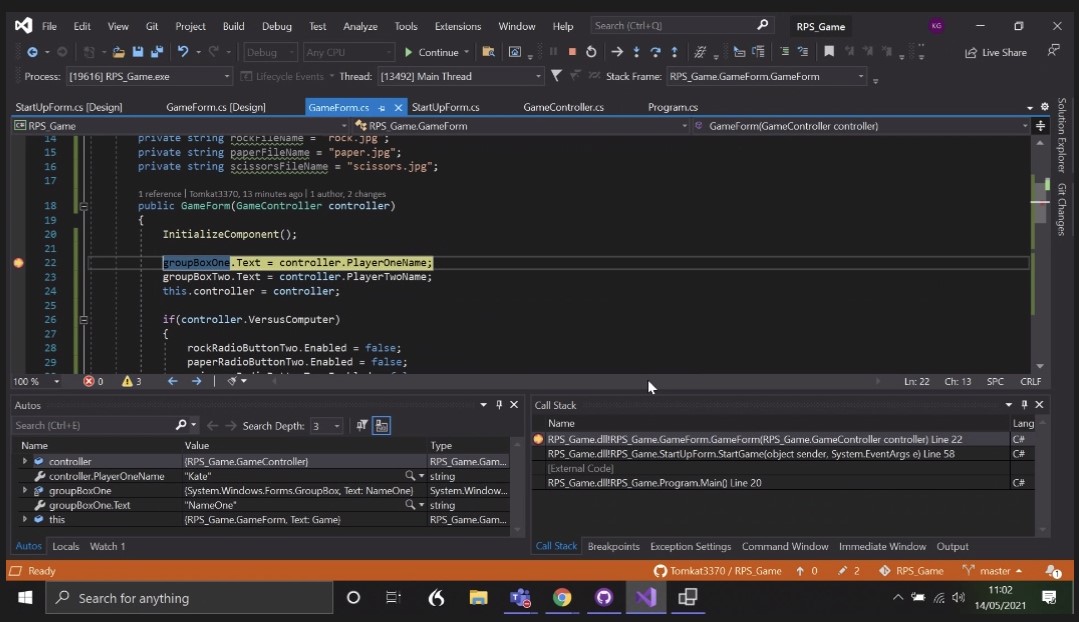 File Edit View Git Project Build Debug Test Analyze Tools Extensions Window Help Search (Ctrl+Q) RPS_Game KG
Debug Any CPU Continue Live Share
Process: [19616] RPS_Game.exe Lifecycle Events Thread: [13492] Main Thread Stack Frame: RPS_Game.GameForm.GameForm
StartUpForm.cs [Design] GameForm.cs [Design] GameForm.cs StartUpForm.cs GameController.cs Program.cs
RPS_Game RPS_Game.GameForm GameForm(GameController controller)
14 private string rockFileName = "rock.jpg";
15 private string paperFileName = "paper.jpg";
16 private string scissorsFileName = "scissors.jpg";
17
1 reference | Tomkat3370, 13 minutes ago | 1 author, 2 changes
18 public GameForm(GameController controller)
19 {
20 InitializeComponent();
21
22 groupBoxOne.Text = controller.PlayerOneName;
23 groupBoxTwo.Text = controller.PlayerTwoName;
24 this.controller = controller;
25
26 if(controller.VersusComputer)
27 {
28 rockRadioButtonTwo.Enabled = false;
29 paperRadioButtonTwo.Enabled = false;
100 % 0 3 Ln: 22 Ch: 13 SPC CRLF
Solution Explorer
Git Changes
Autos
Search (Ctrl+E) Search Depth: 3
Name Value Type
controller {RPS_Game.GameController} RPS_Game.Gam...
controller.PlayerOneName "Kate" string
groupBoxOne {System.Windows.Forms.GroupBox, Text: NameOne} System.Window...
groupBoxOne.Text "NameOne" string
this {RPS_Game.GameForm, Text: Game} RPS_Game.Gam...
Autos Locals Watch 1
Call Stack
Name Lang
RPS_Game.dll!RPS_Game.GameForm.GameForm(RPS_Game.GameController controller) Line 22 C#
RPS_Game.dll!RPS_Game.StartUpForm.StartGame(object sender, System.EventArgs e) Line 58 C#
[External Code]
RPS_Game.dll!RPS_Game.Program.Main() Line 20 C#
Call Stack Breakpoints Exception Settings Command Window Immediate Window Output
Ready Tomkat3370 / RPS_Game 0 2 RPS_Game master 1
Search for anything 11:02
14/05/2021